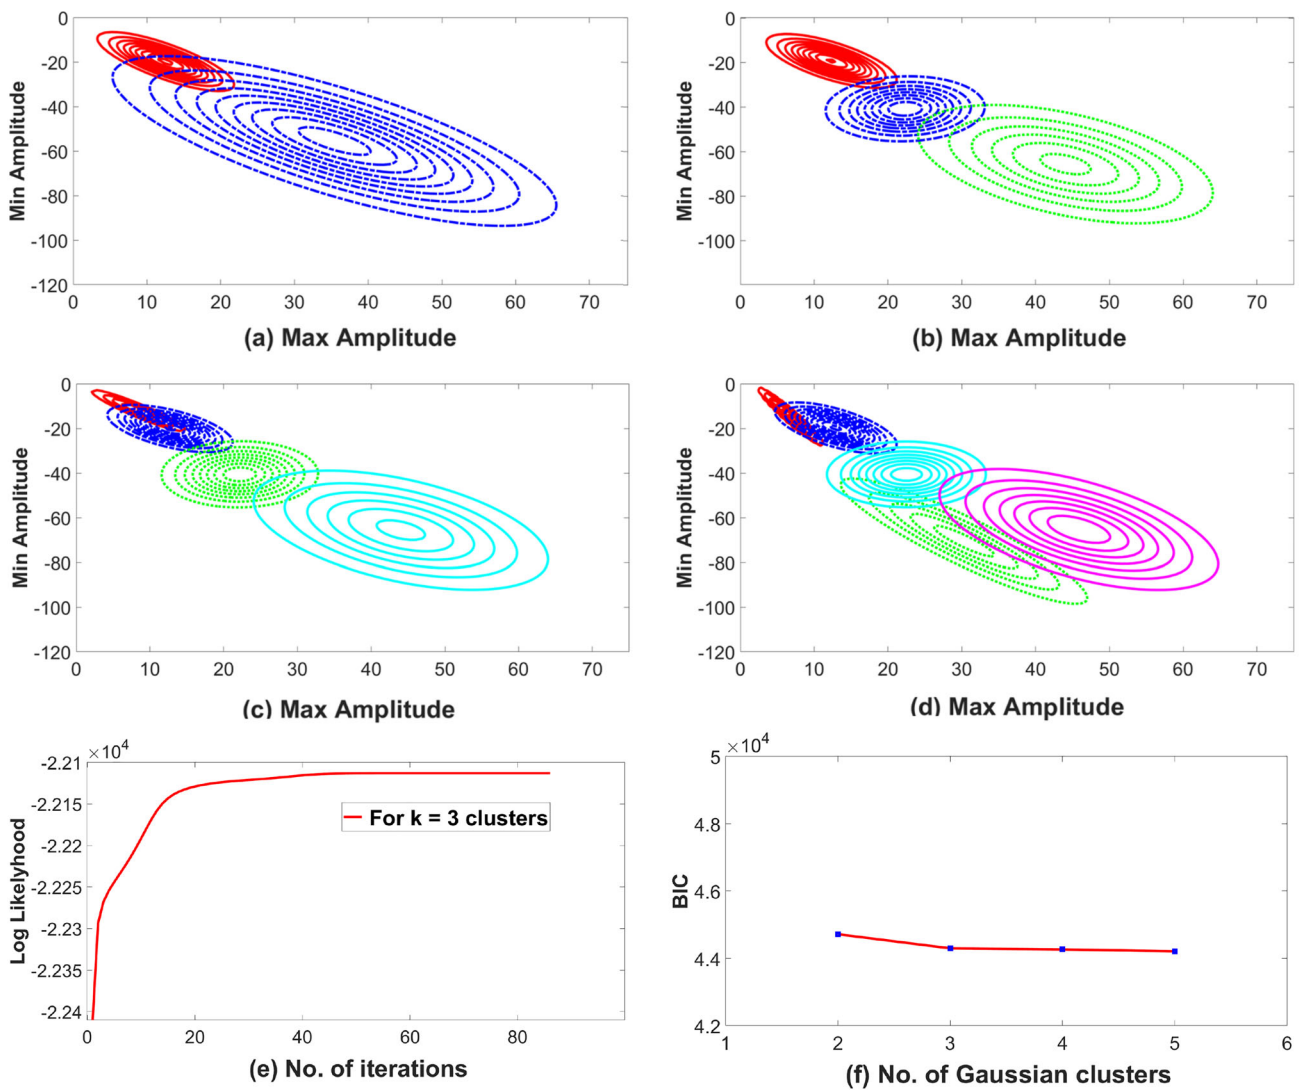 0
-20
-40
-60
-80
-100
-120
0 10 20 30 40 50 60 70
Min Amplitude
(a) Max Amplitude
0
-20
-40
-60
-80
-100
0 10 20 30 40 50 60 70
Min Amplitude
(b) Max Amplitude
0
-20
-40
-60
-80
-100
-120
0 10 20 30 40 50 60 70
Min Amplitude
(c) Max Amplitude
0
-20
-40
-60
-80
-100
-120
0 10 20 30 40 50 60 70
Min Amplitude
(d) Max Amplitude
×10⁴
-2.21
-2.215
-2.22
-2.225
-2.23
-2.235
-2.24
0 20 40 60 80
Log Likelyhood
For k = 3 clusters
(e) No. of iterations
×10⁴
5
4.8
4.6
4.4
4.2
1 2 3 4 5 6
BIC
(f) No. of Gaussian clusters